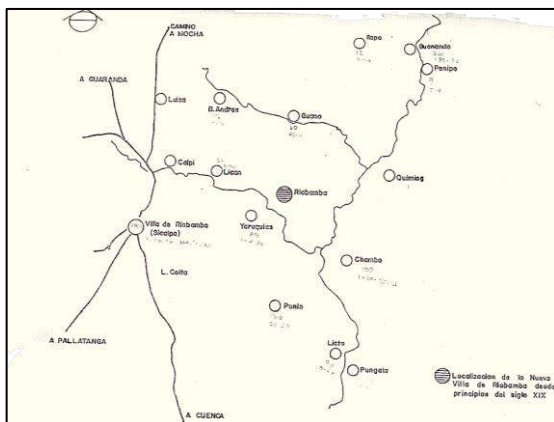 CAMINO
A MOCHA
A GUARANDA
Luisa
S. Andres
Ilapo
Guanando
Penipe
Guano
Calpi
Lican
Riobamba
Quimiag
Yaruquies
Villa de Riobamba
(Sicalpa)
Chambo
L. Colta
Punin
A PALLATANGA
Licto
Pungala
A CUENCA
Localizacion de la Nueva
Villa de Riobamba desde
principios del siglo XIX